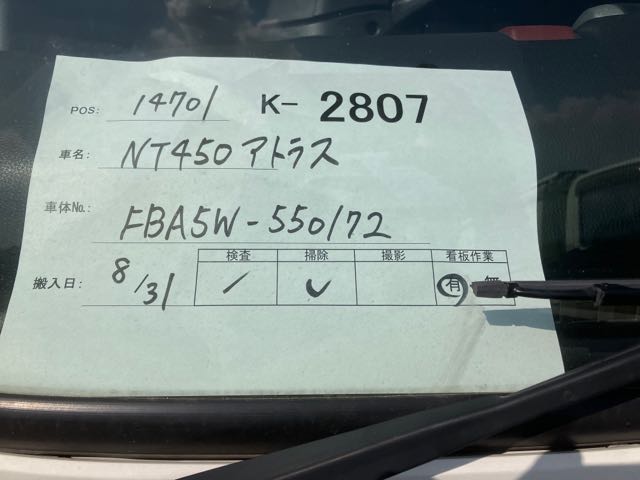 POS: 14701 K- 2807
車名: NT450アトラス
車体No.: FBA5W-550172
検査 掃除 撮影 看板作業
搬入日: 8/31 有